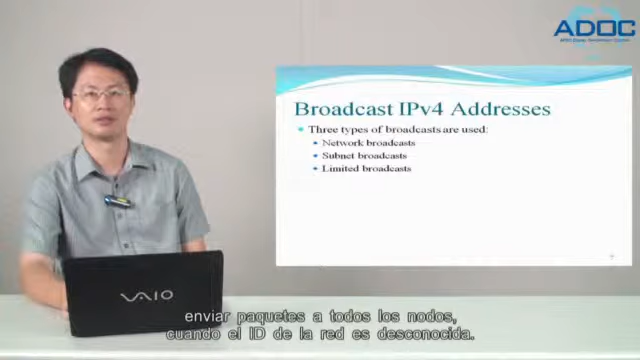 ADOC
Broadcast IPv4 Addresses
Three types of broadcasts are used:
Network broadcasts
Subnet broadcasts
Limited broadcasts
VAIO
enviar paquetes a todos los nodos,
cuando el ID de la red es desconocida.